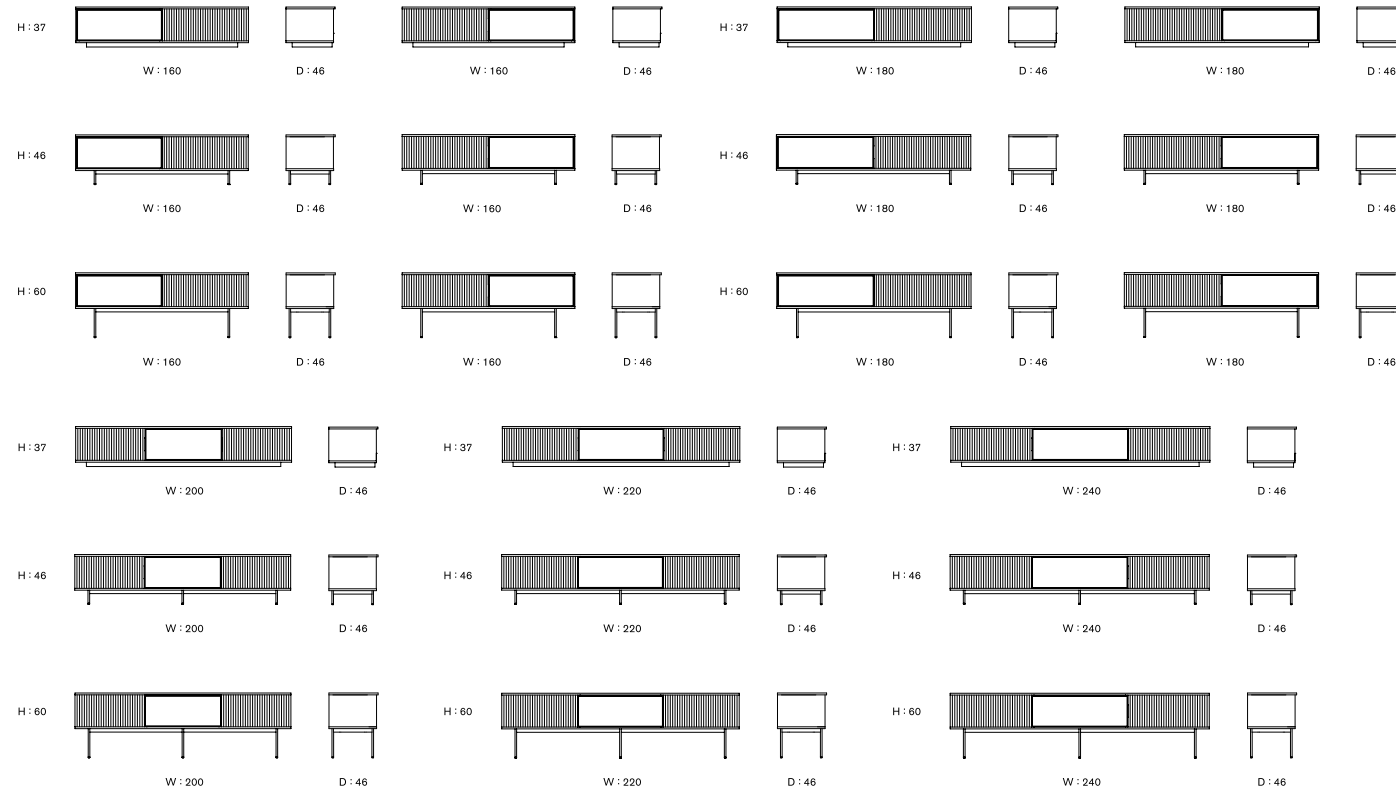 H : 37
H : 37
W : 160
D : 46
W : 160
D : 46
W : 180
D : 46
W : 180
D : 46
H : 46
H : 46
W : 160
D : 46
W : 160
D : 46
W : 180
D : 46
W : 180
D : 46
H : 60
H : 60
W : 160
D : 46
W : 160
D : 46
W : 180
D : 46
W : 180
D : 46
H : 37
H : 37
H : 37
W : 200
D : 46
W : 220
D : 46
W : 240
D : 46
H : 46
H : 46
H : 46
W : 200
D : 46
W : 220
D : 46
W : 240
D : 46
H : 60
H : 60
H : 60
W : 200
D : 46
W : 220
D : 46
W : 240
D : 46